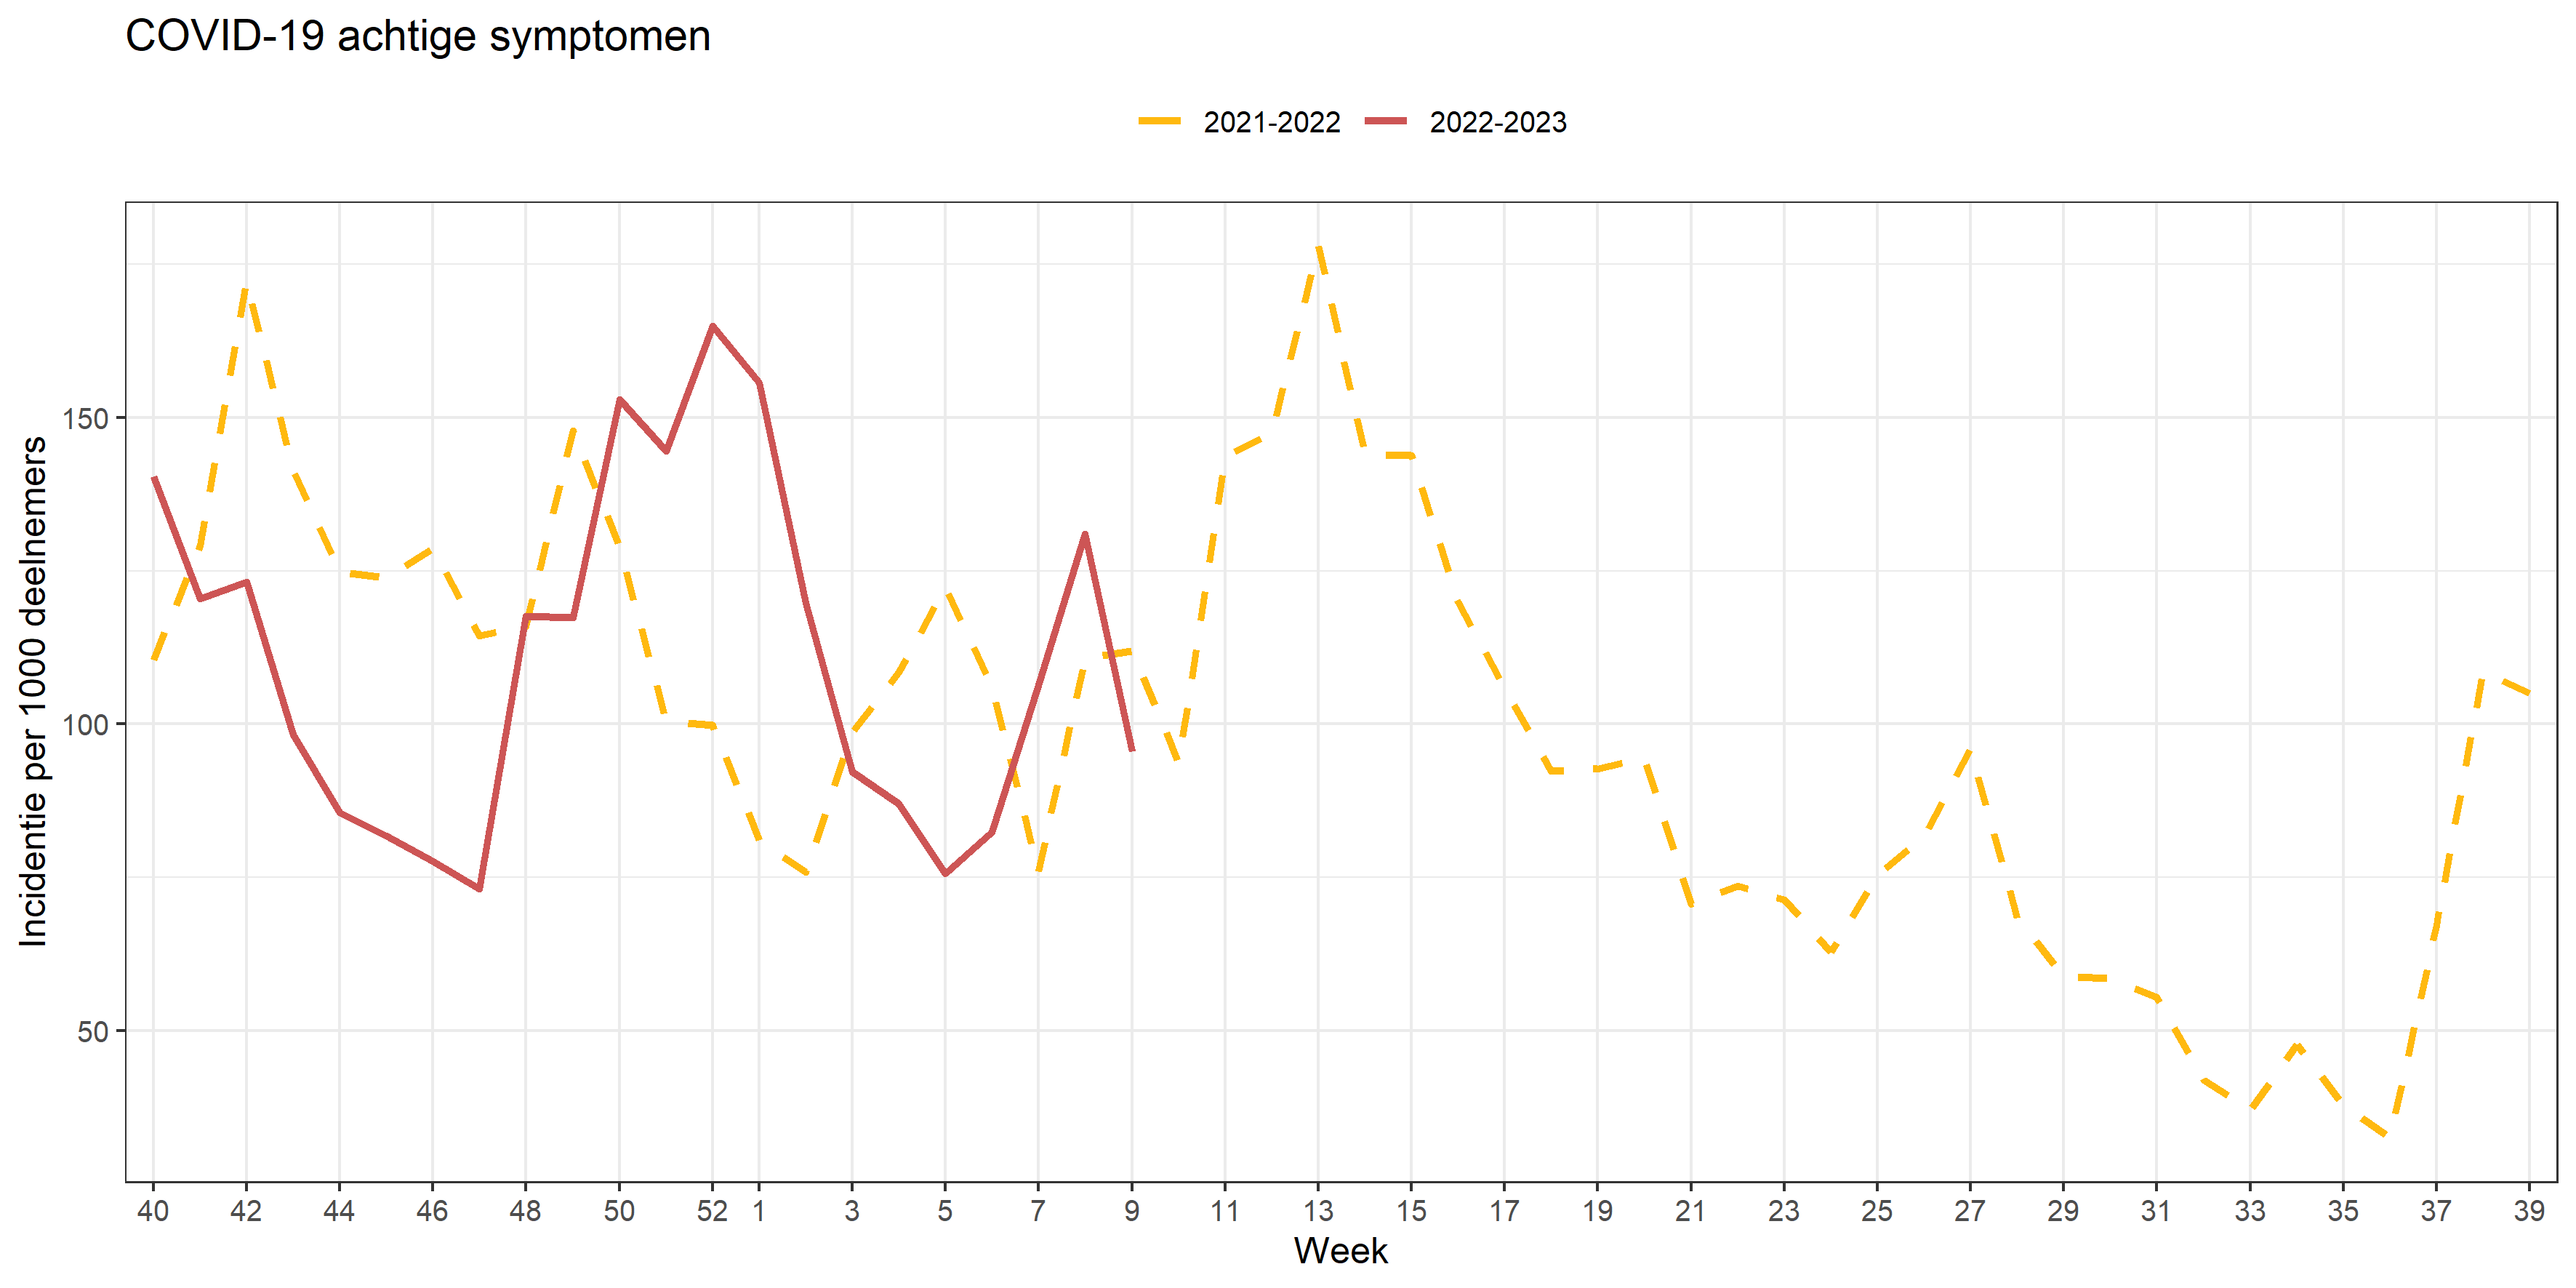 COVID-19 achtige symptomen
2021-2022 2022-2023
Incidentie per 1000 deelnemers
150
100
50
40 42 44 46 48 50 52 1 3 5 7 9 11 13 15 17 19 21 23 25 27 29 31 33 35 37 39
Week